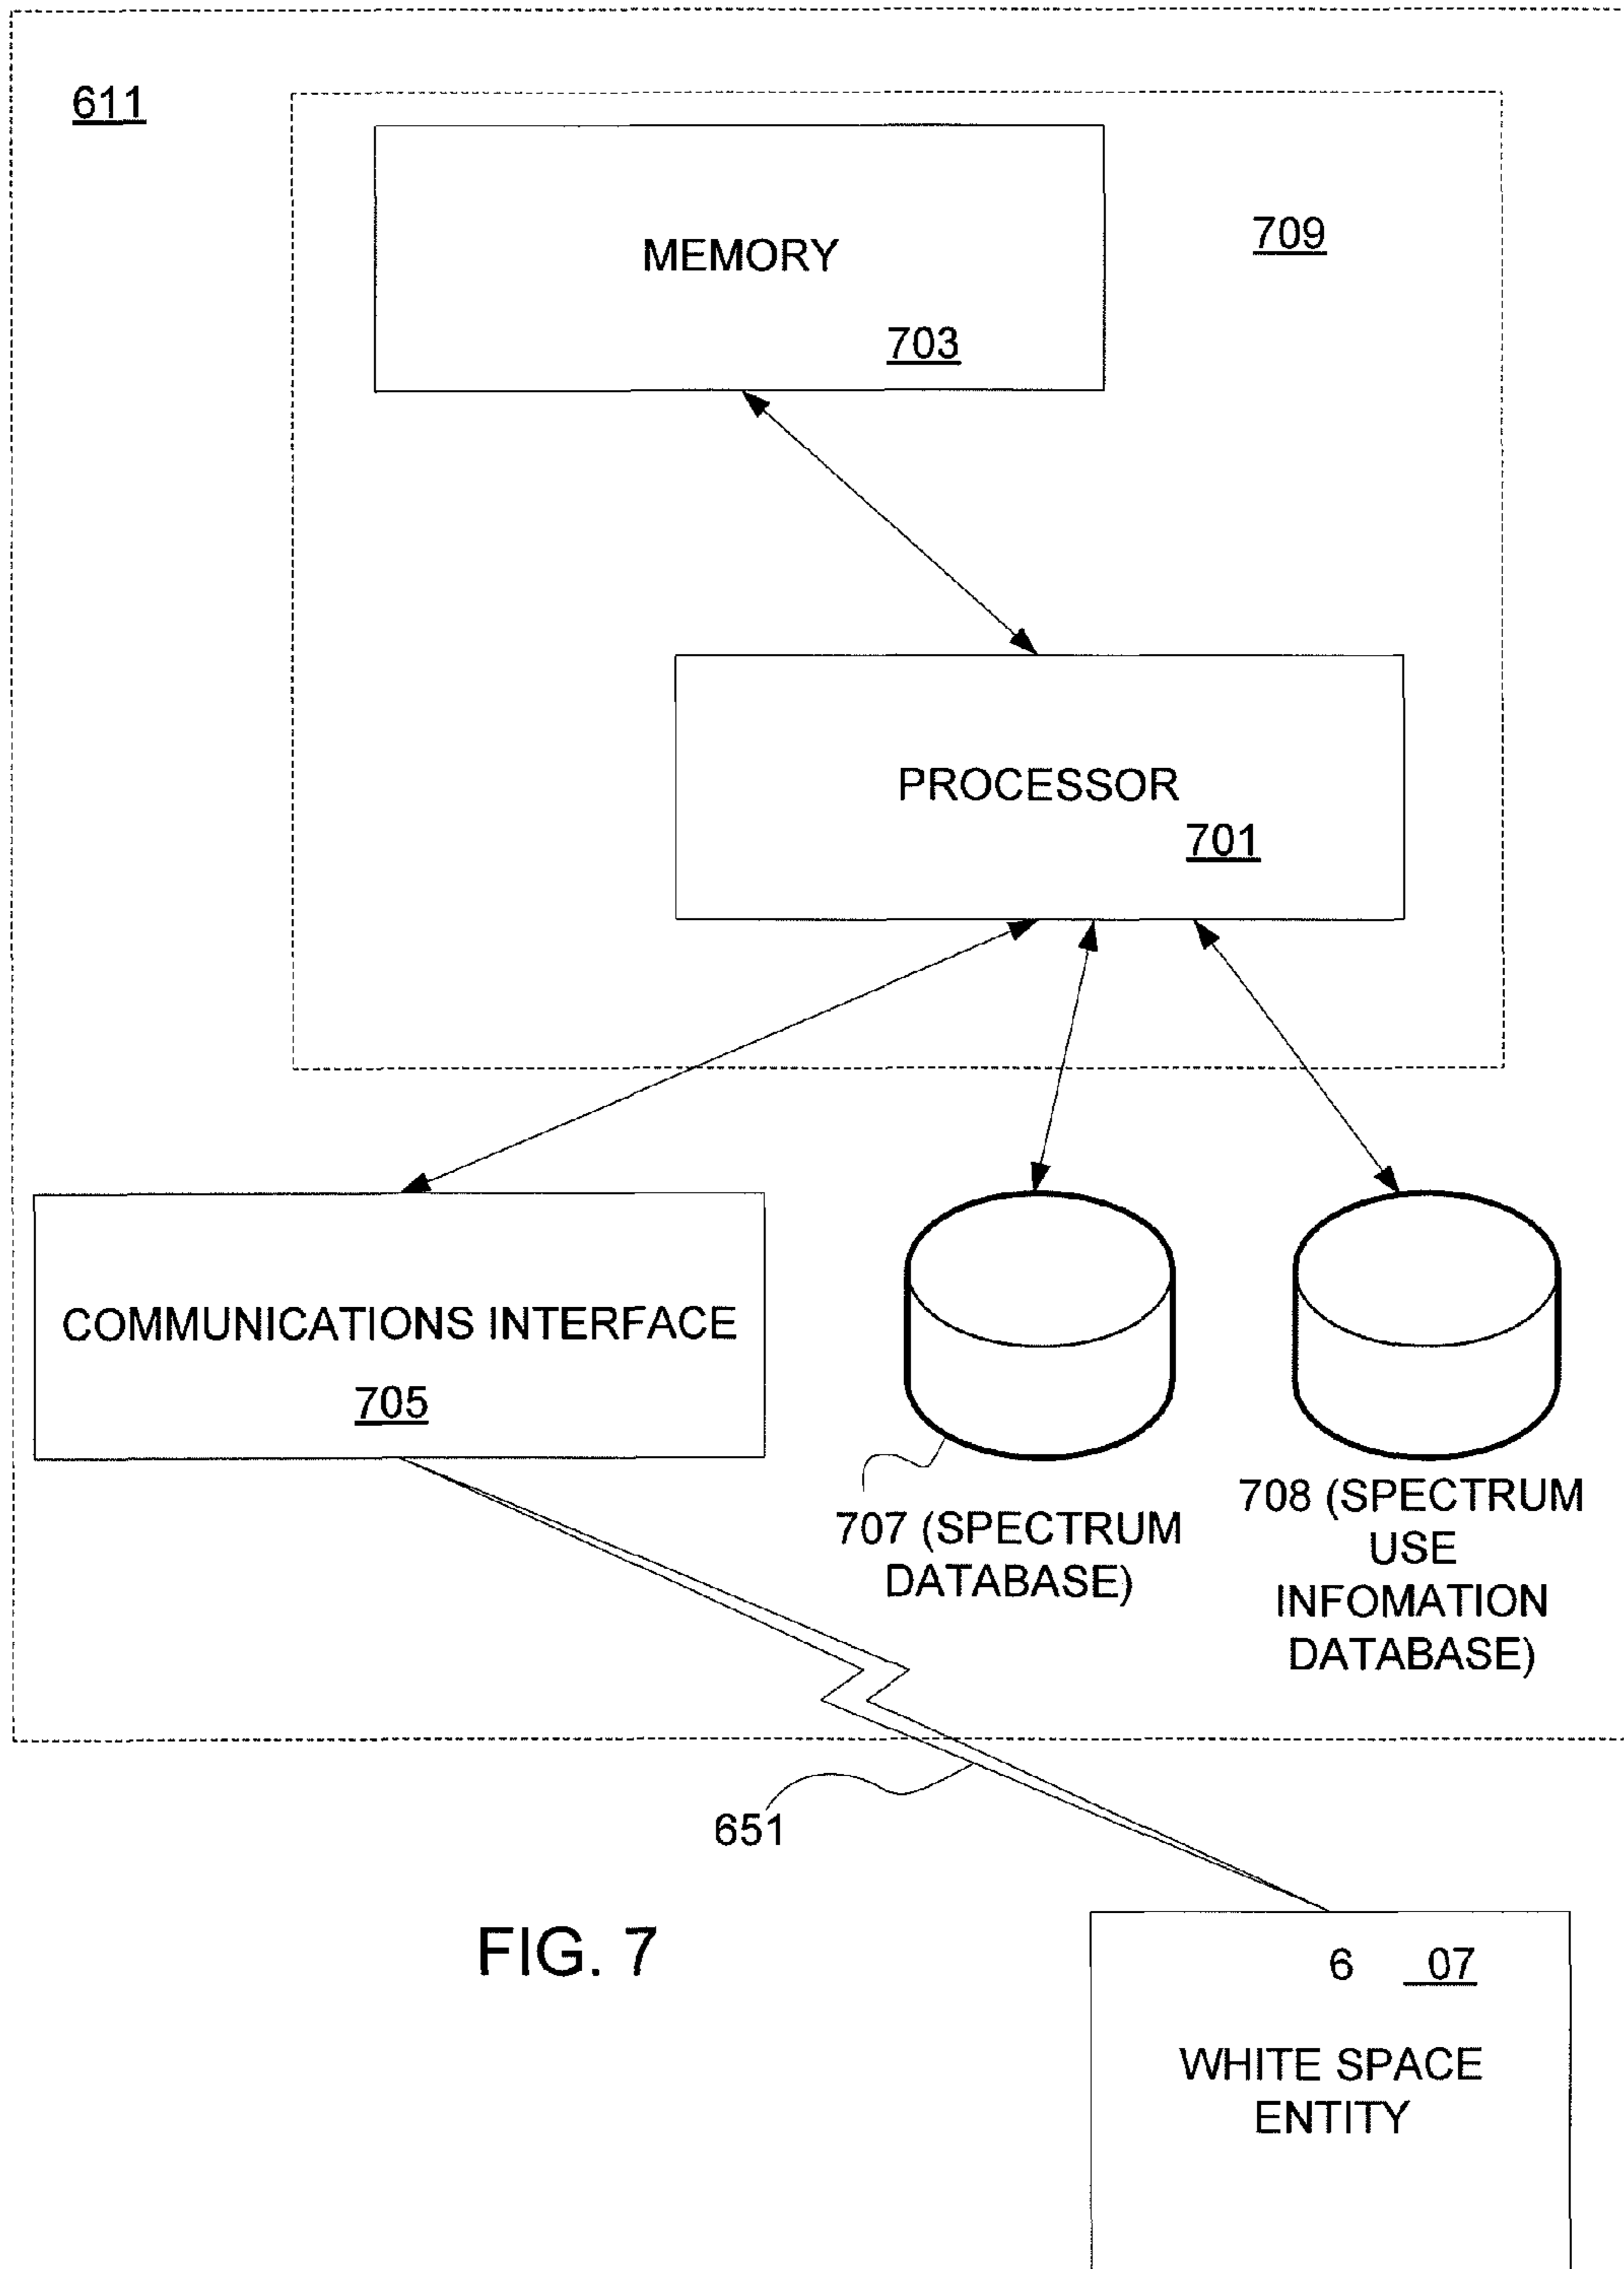 611
MEMORY
709
703
PROCESSOR
701
COMMUNICATIONS INTERFACE
705
707 (SPECTRUM
DATABASE)
708 (SPECTRUM
USE
INFOMATION
DATABASE)
651
FIG. 7
6 07
WHITE SPACE
ENTITY